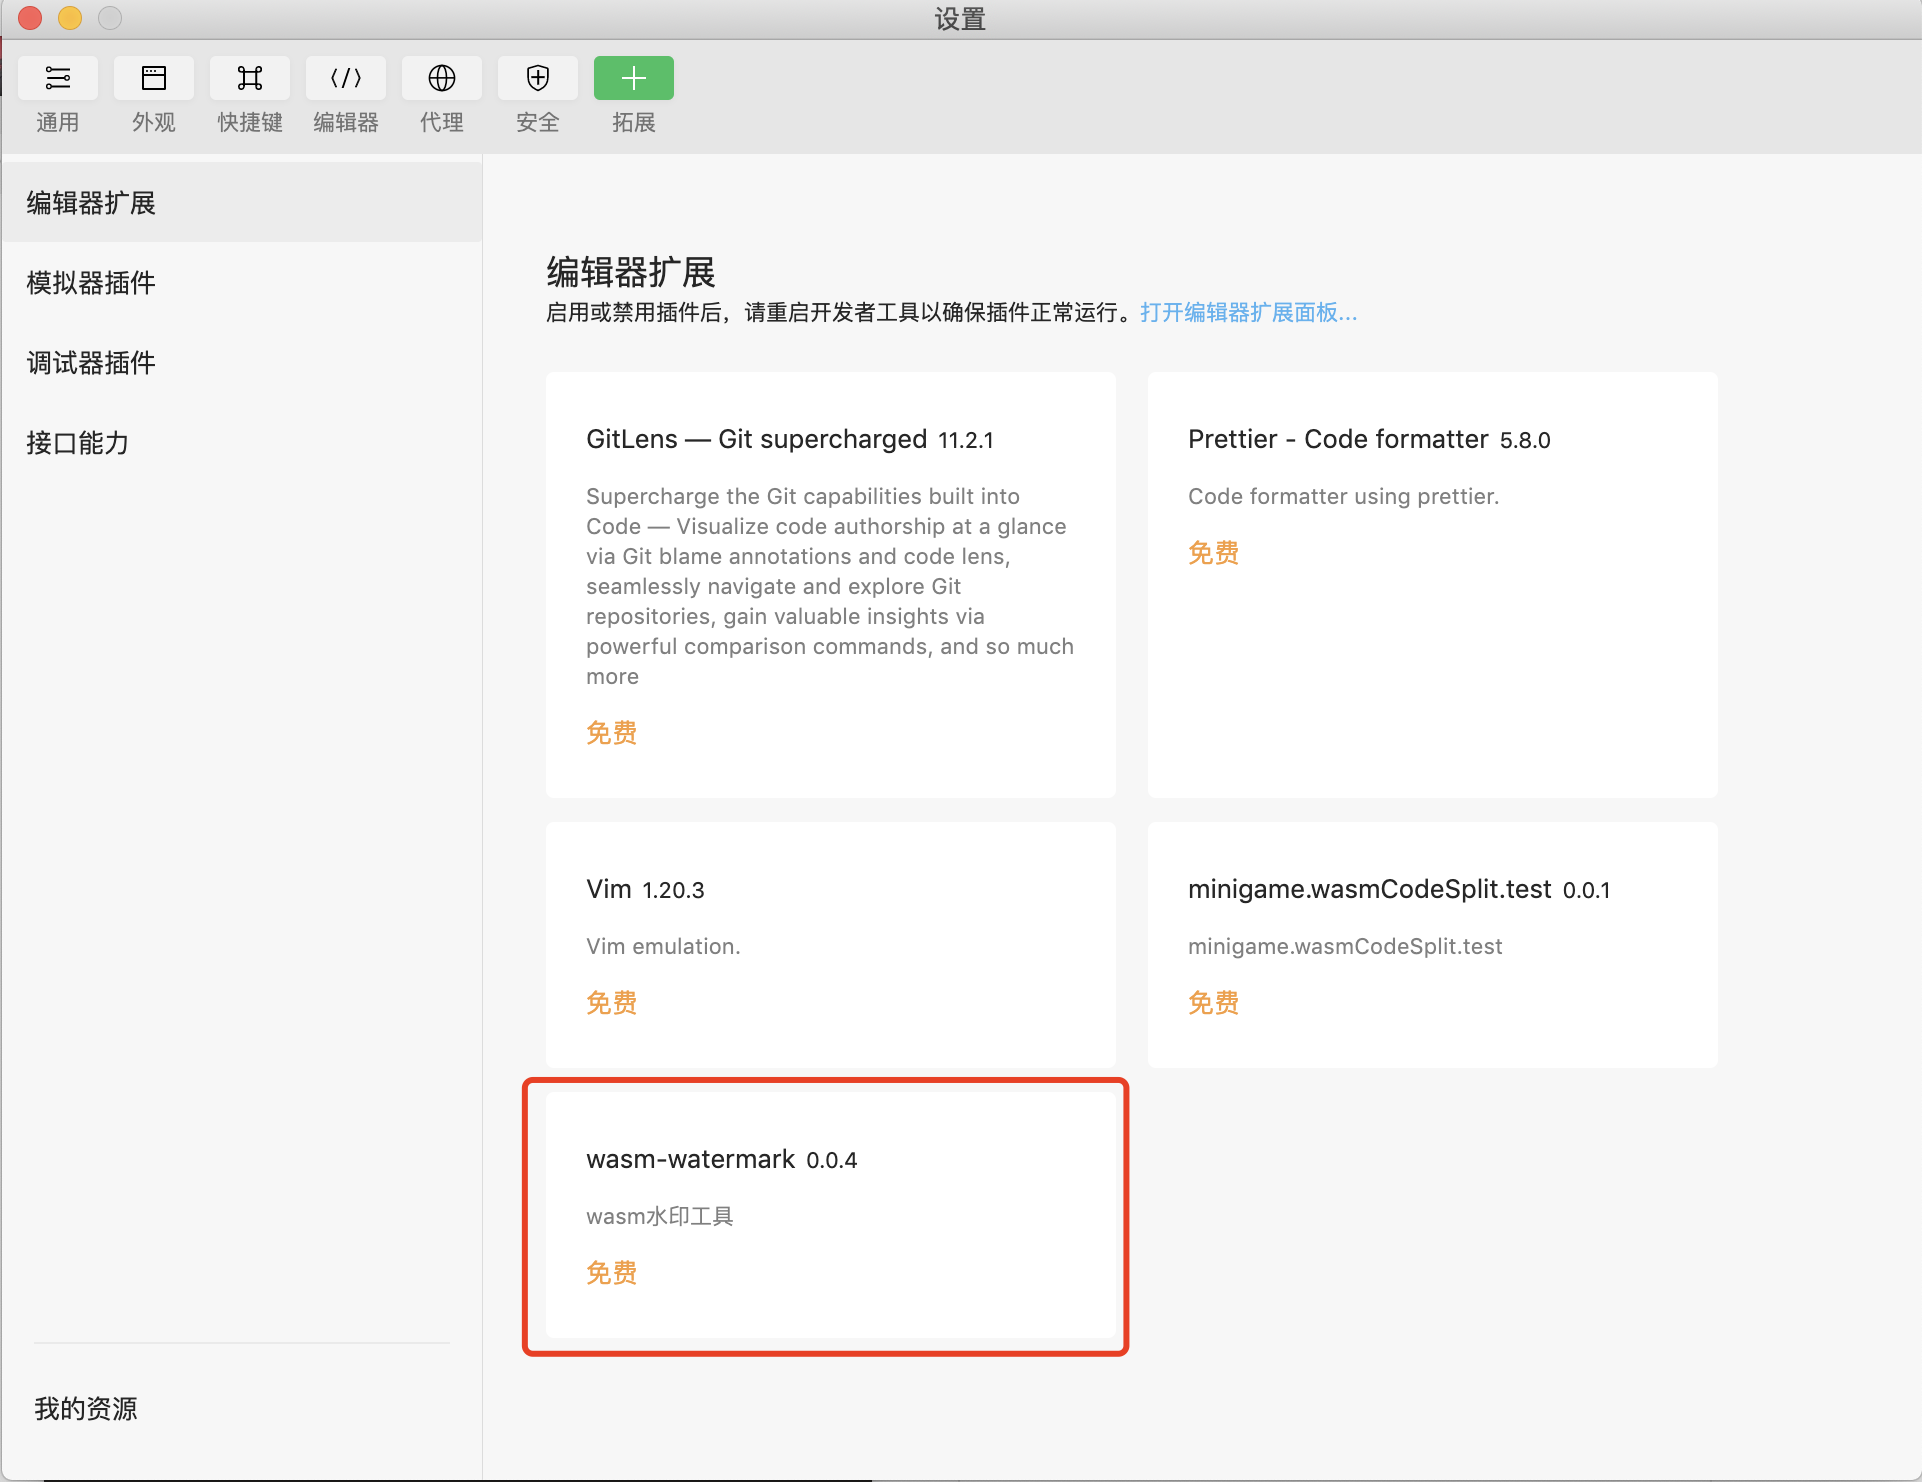 设置
通用
外观
快捷键
编辑器
代理
安全
拓展
编辑器扩展
模拟器插件
调试器插件
接口能力
我的资源
编辑器扩展
启用或禁用插件后，请重启开发者工具以确保插件正常运行。打开编辑器扩展面板...
GitLens — Git supercharged 11.2.1
Supercharge the Git capabilities built into
Code — Visualize code authorship at a glance
via Git blame annotations and code lens,
seamlessly navigate and explore Git
repositories, gain valuable insights via
powerful comparison commands, and so much
more
免费
Prettier - Code formatter 5.8.0
Code formatter using prettier.
免费
Vim 1.20.3
Vim emulation.
免费
minigame.wasmCodeSplit.test 0.0.1
minigame.wasmCodeSplit.test
免费
wasm-watermark 0.0.4
wasm水印工具
免费